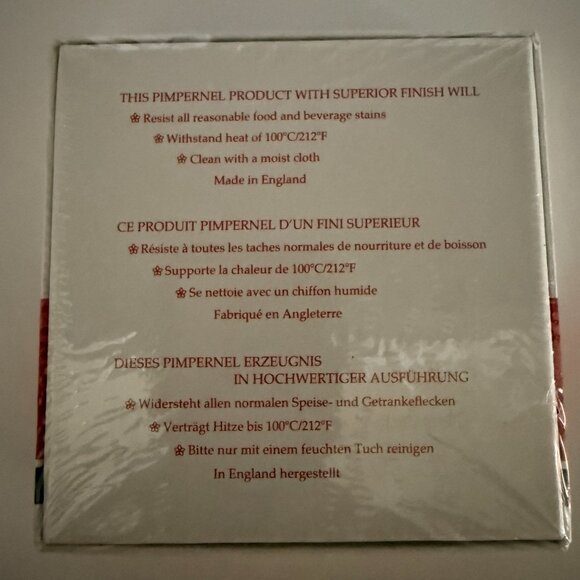 THIS PIMPERNEL PRODUCT WITH SUPERIOR FINISH WILL
❀ Resist all reasonable food and beverage stains
❀ Withstand heat of 100°C/212°F
❀ Clean with a moist cloth
Made in England
CE PRODUIT PIMPERNEL D'UN FINI SUPERIEUR
❀ Résiste à toutes les taches normales de nourriture et de boisson
❀ Supporte la chaleur de 100°C/212°F
❀ Se nettoie avec un chiffon humide
Fabriqué en Angleterre
DIESES PIMPERNEL ERZEUGNIS
IN HOCHWERTIGER AUSFÜHRUNG
❀ Widersteht allen normalen Speise- und Getrankeflecken
❀ Verträgt Hitze bis 100°C/212°F
❀ Bitte nur mit einem feuchten Tuch reinigen
In England hergestellt